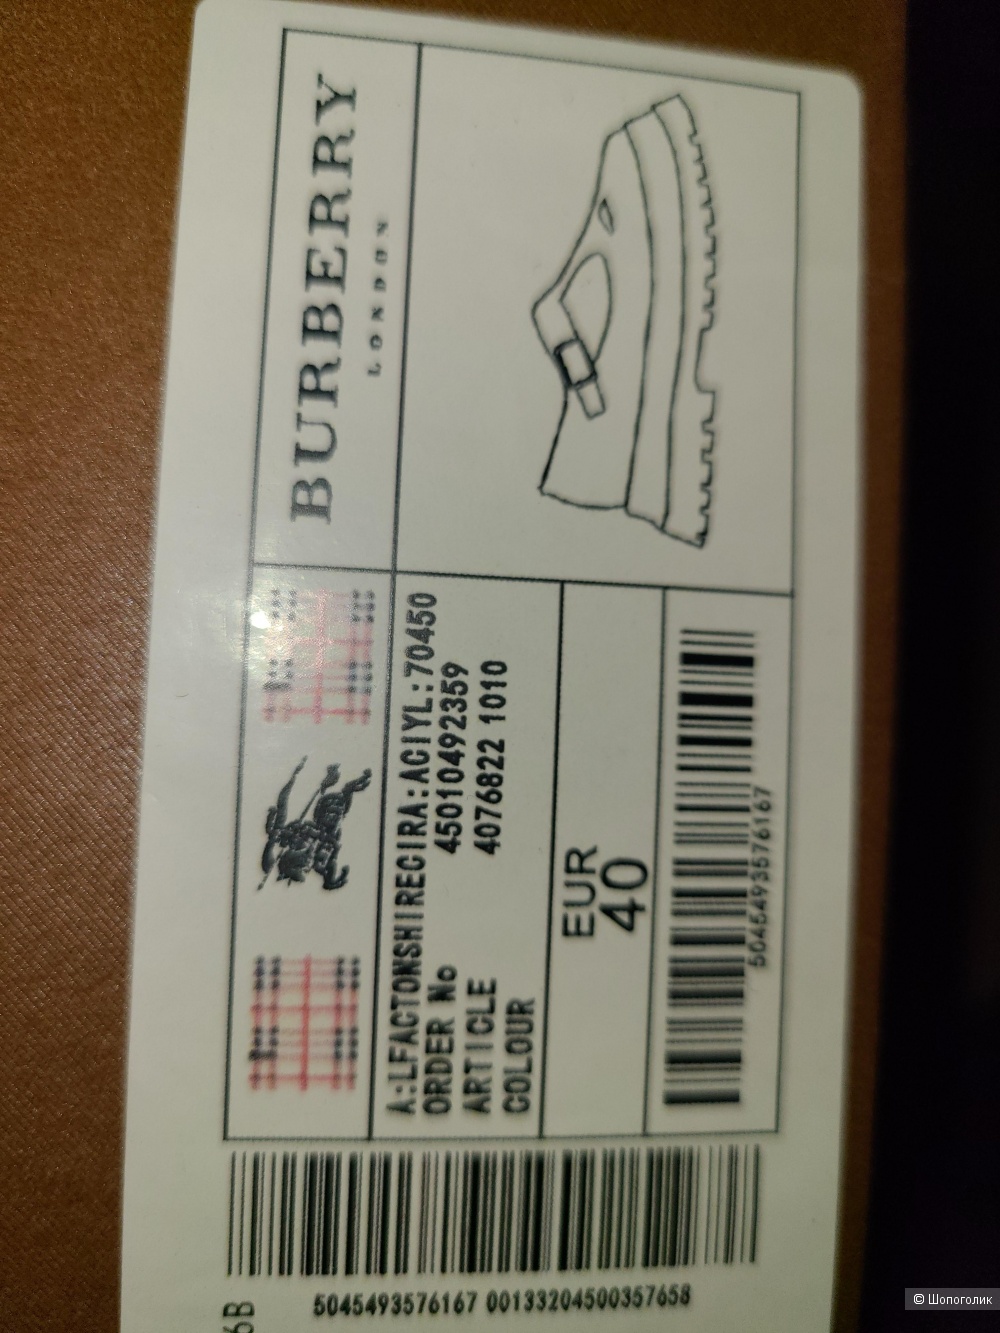 BURBERRY
LONDON
A:LFACTONSHIRECIRA:ACIYL:70450
ORDER No 45010492359
ARTICLE 4076822 1010
COLOUR
EUR
40
5045493576167
5045493576167 00133204500357658
6B
© Шопоголик